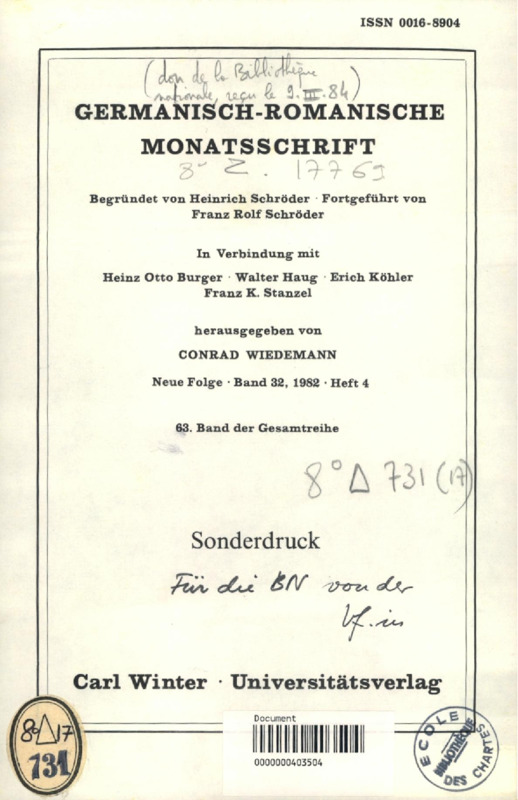 ISSN 0016-8904
(don de la Bibliothèque
nationale, reçu le 9.III.84)
GERMANISCH-ROMANISCHE
MONATSSCHRIFT
8° Z. 17769
Begründet von Heinrich Schröder · Fortgeführt von
Franz Rolf Schröder
In Verbindung mit
Heinz Otto Burger · Walter Haug · Erich Köhler
Franz K. Stanzel
herausgegeben von
CONRAD WIEDEMANN
Neue Folge · Band 32, 1982 · Heft 4
63. Band der Gesamtreihe
8° Δ 731 (17)
Sonderdruck
Für die BN von der
Vf.in
Carl Winter · Universitätsverlag
8° Δ 17
731
Document
0000000403504
ECOLE DES CHARTES
BIBLIOTHÈQUE